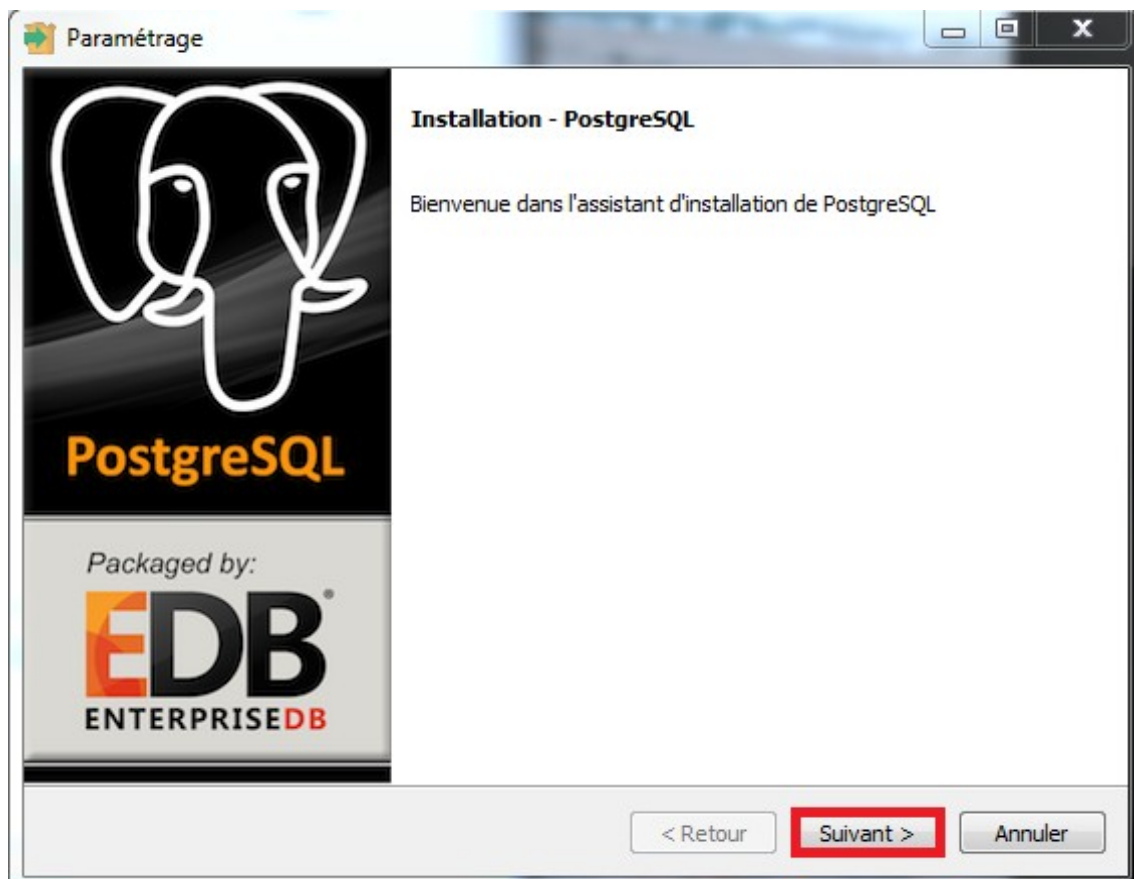 Paramétrage
Installation - PostgreSQL
Bienvenue dans l'assistant d'installation de PostgreSQL
PostgreSQL
Packaged by:
EDB
ENTERPRISEDB
< Retour
Suivant >
Annuler